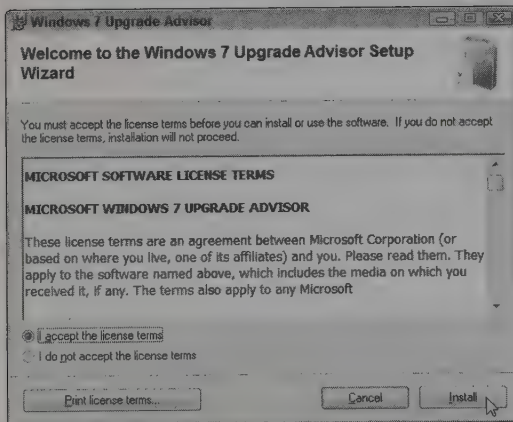 Windows 7 Upgrade Advisor
Welcome to the Windows 7 Upgrade Advisor Setup
Wizard
You must accept the license terms before you can install or use the software. If you do not accept
the license terms, installation will not proceed.
MICROSOFT SOFTWARE LICENSE TERMS
MICROSOFT WINDOWS 7 UPGRADE ADVISOR
These license terms are an agreement between Microsoft Corporation (or
based on where you live, one of its affiliates) and you. Please read them. They
apply to the software named above, which includes the media on which you
received it, if any. The terms also apply to any Microsoft
I accept the license terms
I do not accept the license terms
Print license terms...
Cancel
Install